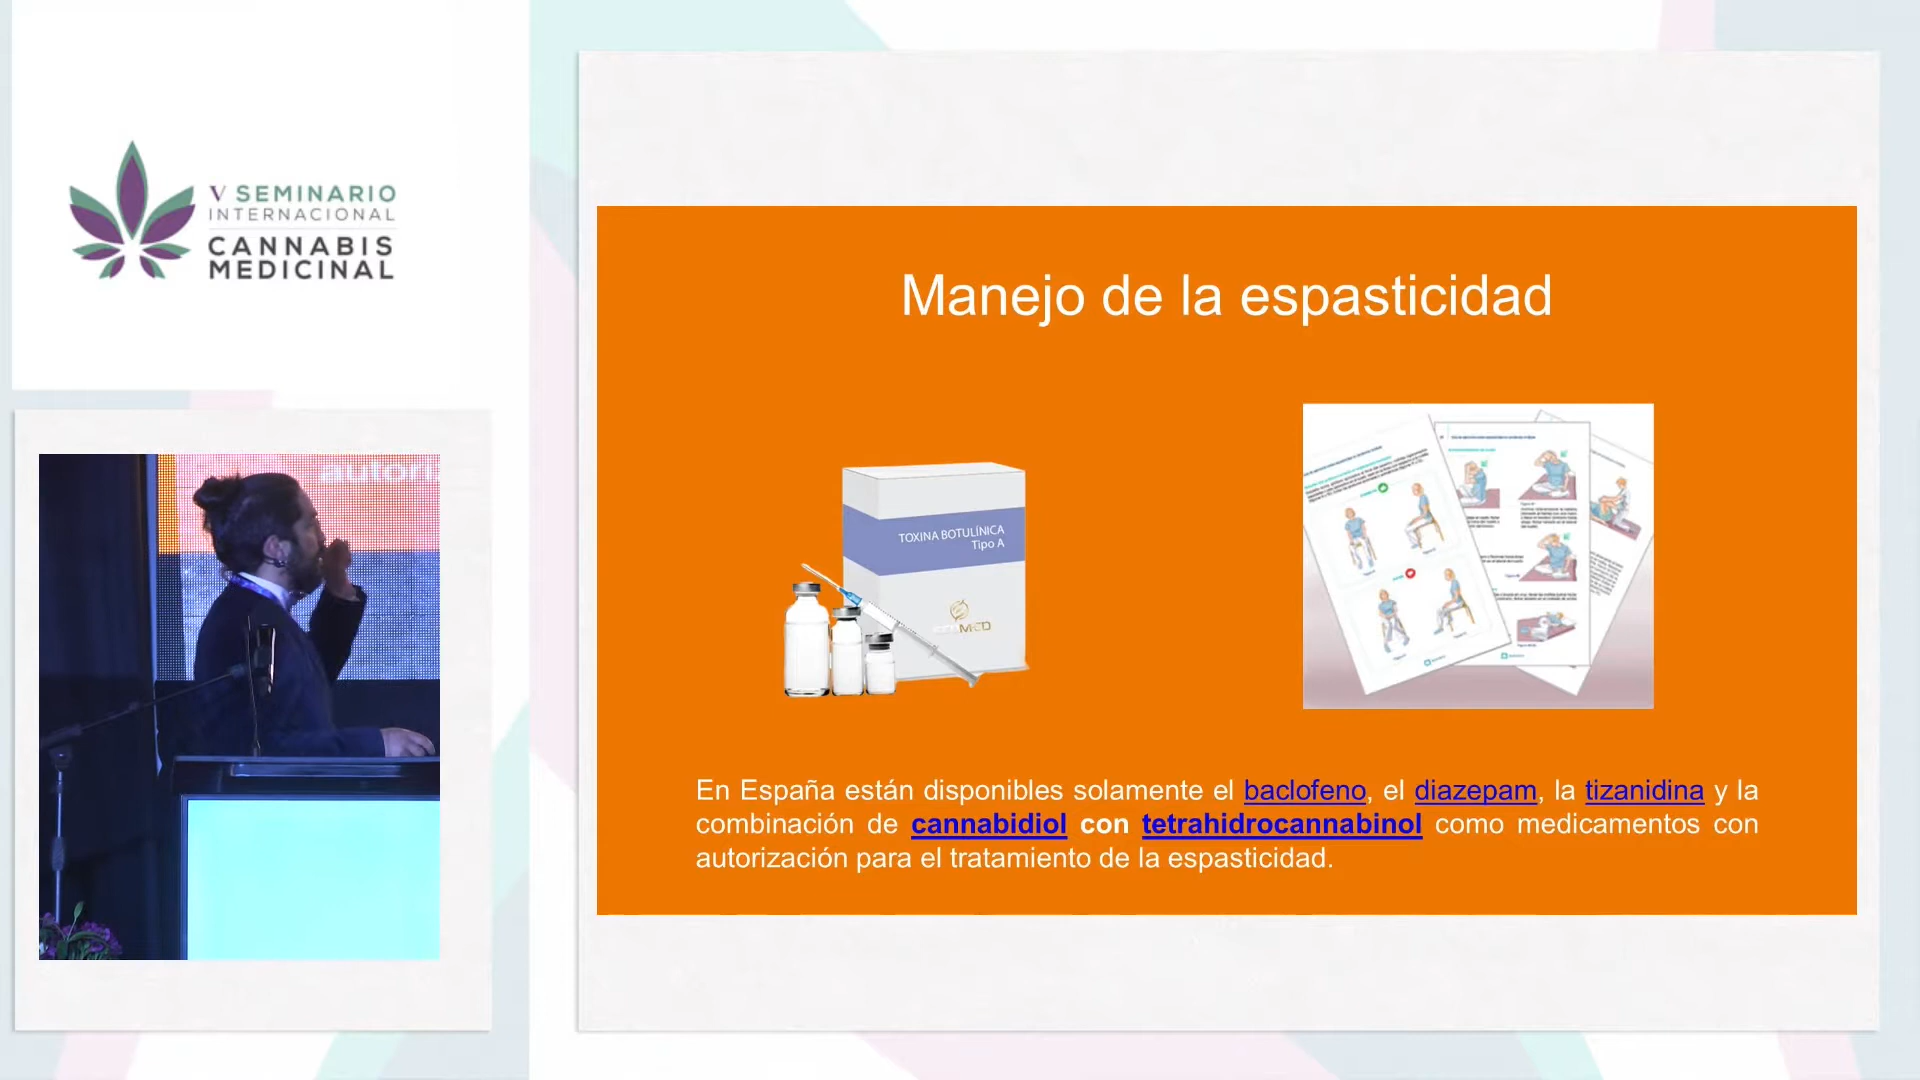 V SEMINARIO
INTERNACIONAL
CANNABIS
MEDICINAL
autori
Manejo de la espasticidad
TOXINA BOTULÍNICA
Tipo A
MED
En España están disponibles solamente el baclofeno, el diazepam, la tizanidina y la
combinación de cannabidiol con tetrahidrocannabinol como medicamentos con
autorización para el tratamiento de la espasticidad.